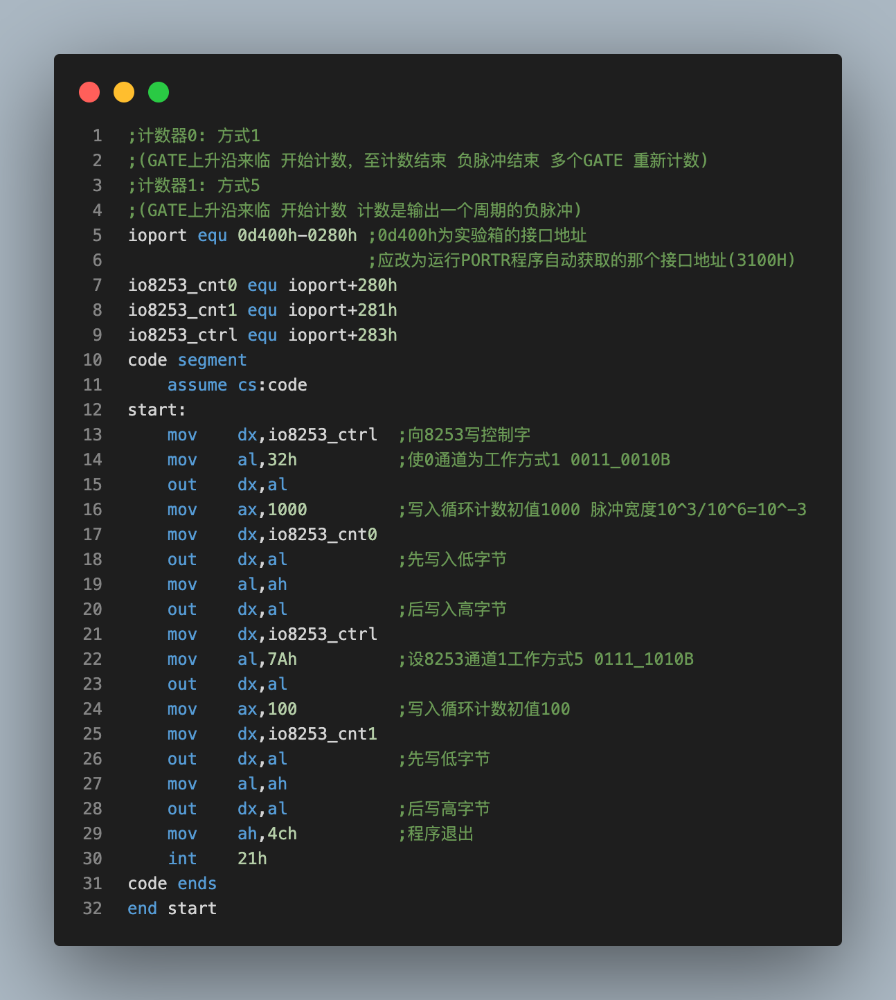 1 ;计数器0: 方式1
2 ;(GATE上升沿来临 开始计数，至计数结束 负脉冲结束 多个GATE 重新计数)
3 ;计数器1: 方式5
4 ;(GATE上升沿来临 开始计数 计数是输出一个周期的负脉冲)
5 ioport equ 0d400h-0280h ;0d400h为实验箱的接口地址
6                         ;应改为运行PORTR程序自动获取的那个接口地址(3100H)
7 io8253_cnt0 equ ioport+280h
8 io8253_cnt1 equ ioport+281h
9 io8253_ctrl equ ioport+283h
10 code segment
11     assume cs:code
12 start:
13     mov    dx,io8253_ctrl  ;向8253写控制字
14     mov    al,32h          ;使0通道为工作方式1 0011_0010B
15     out    dx,al
16     mov    ax,1000         ;写入循环计数初值1000 脉冲宽度10^3/10^6=10^-3
17     mov    dx,io8253_cnt0
18     out    dx,al           ;先写入低字节
19     mov    al,ah
20     out    dx,al           ;后写入高字节
21     mov    dx,io8253_ctrl
22     mov    al,7Ah          ;设8253通道1工作方式5 0111_1010B
23     out    dx,al
24     mov    ax,100          ;写入循环计数初值100
25     mov    dx,io8253_cnt1
26     out    dx,al           ;先写低字节
27     mov    al,ah
28     out    dx,al           ;后写高字节
29     mov    ah,4ch          ;程序退出
30     int    21h
31 code ends
32 end start